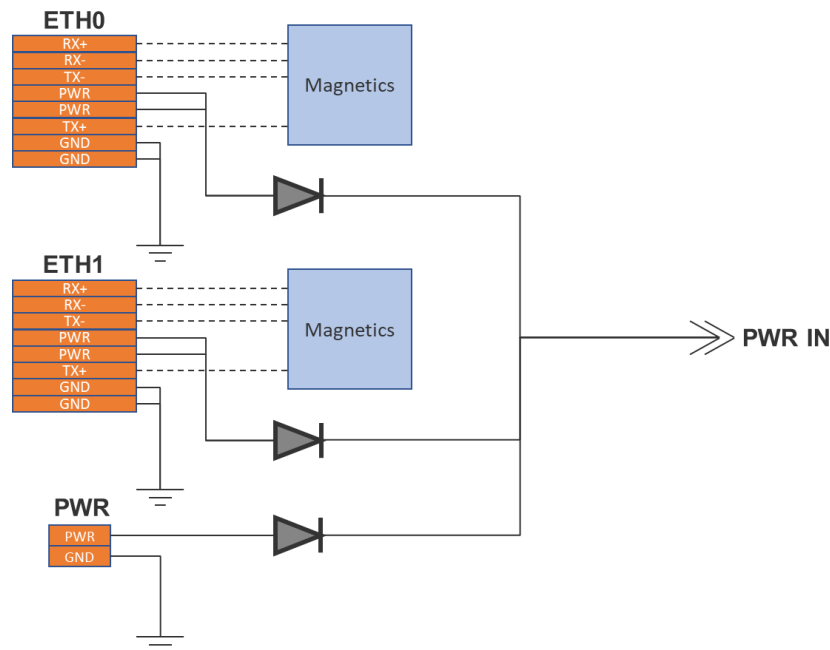 ETH0
RX+
RX-
TX-
PWR
PWR
TX+
GND
GND
Magnetics
ETH1
RX+
RX-
TX-
PWR
PWR
TX+
GND
GND
Magnetics
PWR IN
PWR
PWR
GND